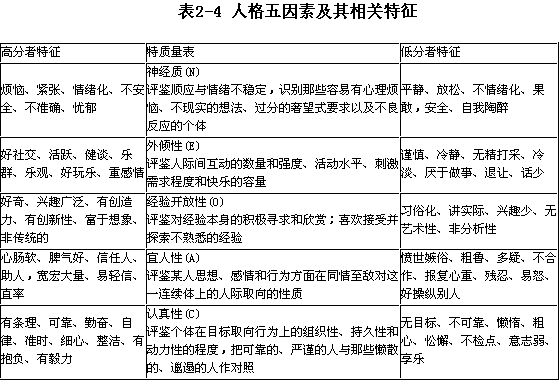 表2-4 人格五因素及其相关特征
高分者特征 特质量表 低分者特征
烦恼、紧张、情绪化、不安
全、不准确、忧郁
神经质(N)
评鉴顺应与情绪不稳定，识别那些容易有心理烦
恼、不现实的想法、过分的奢望式要求以及不良
反应的个体
平静、放松、不情绪化、果
敢，安全、自我陶醉
好社交、活跃、健谈、乐
群、乐观、好玩乐、重感情
外倾性(E)
评鉴人际间互动的数量和强度、活动水平、刺激
需求程度和快乐的容量
谨慎、冷静、无精打采、冷
淡、厌于做事、退让、话少
好奇、兴趣广泛、有创造
力、有创新性、富于想象、
非传统的
经验开放性(O)
评鉴对经验本身的积极寻求和欣赏；喜欢接受并
探索不熟悉的经验
习俗化、讲实际、兴趣少、无
艺术性、非分析性
心肠软、脾气好、信任人、
助人，宽宏大量、易轻信、
直率
宜人性(A)
评鉴某人思想、感情和行为方面在同情至敌对这
一连续体上的人际取向的性质
愤世嫉俗、粗鲁、多疑、不合
作、报复心重、残忍、易怒、
好操纵别人
有条理、可靠、勤奋、自
律、准时、细心、整洁、有
抱负、有毅力
认真性(C)
评鉴个体在目标取向行为上的组织性、持久性和
动力性的程度，把可靠的、严谨的人与那些懒散
的、邋遢的人作对照
无目标、不可靠、懒惰、粗
心、忪懈、不检点、意志弱、
享乐